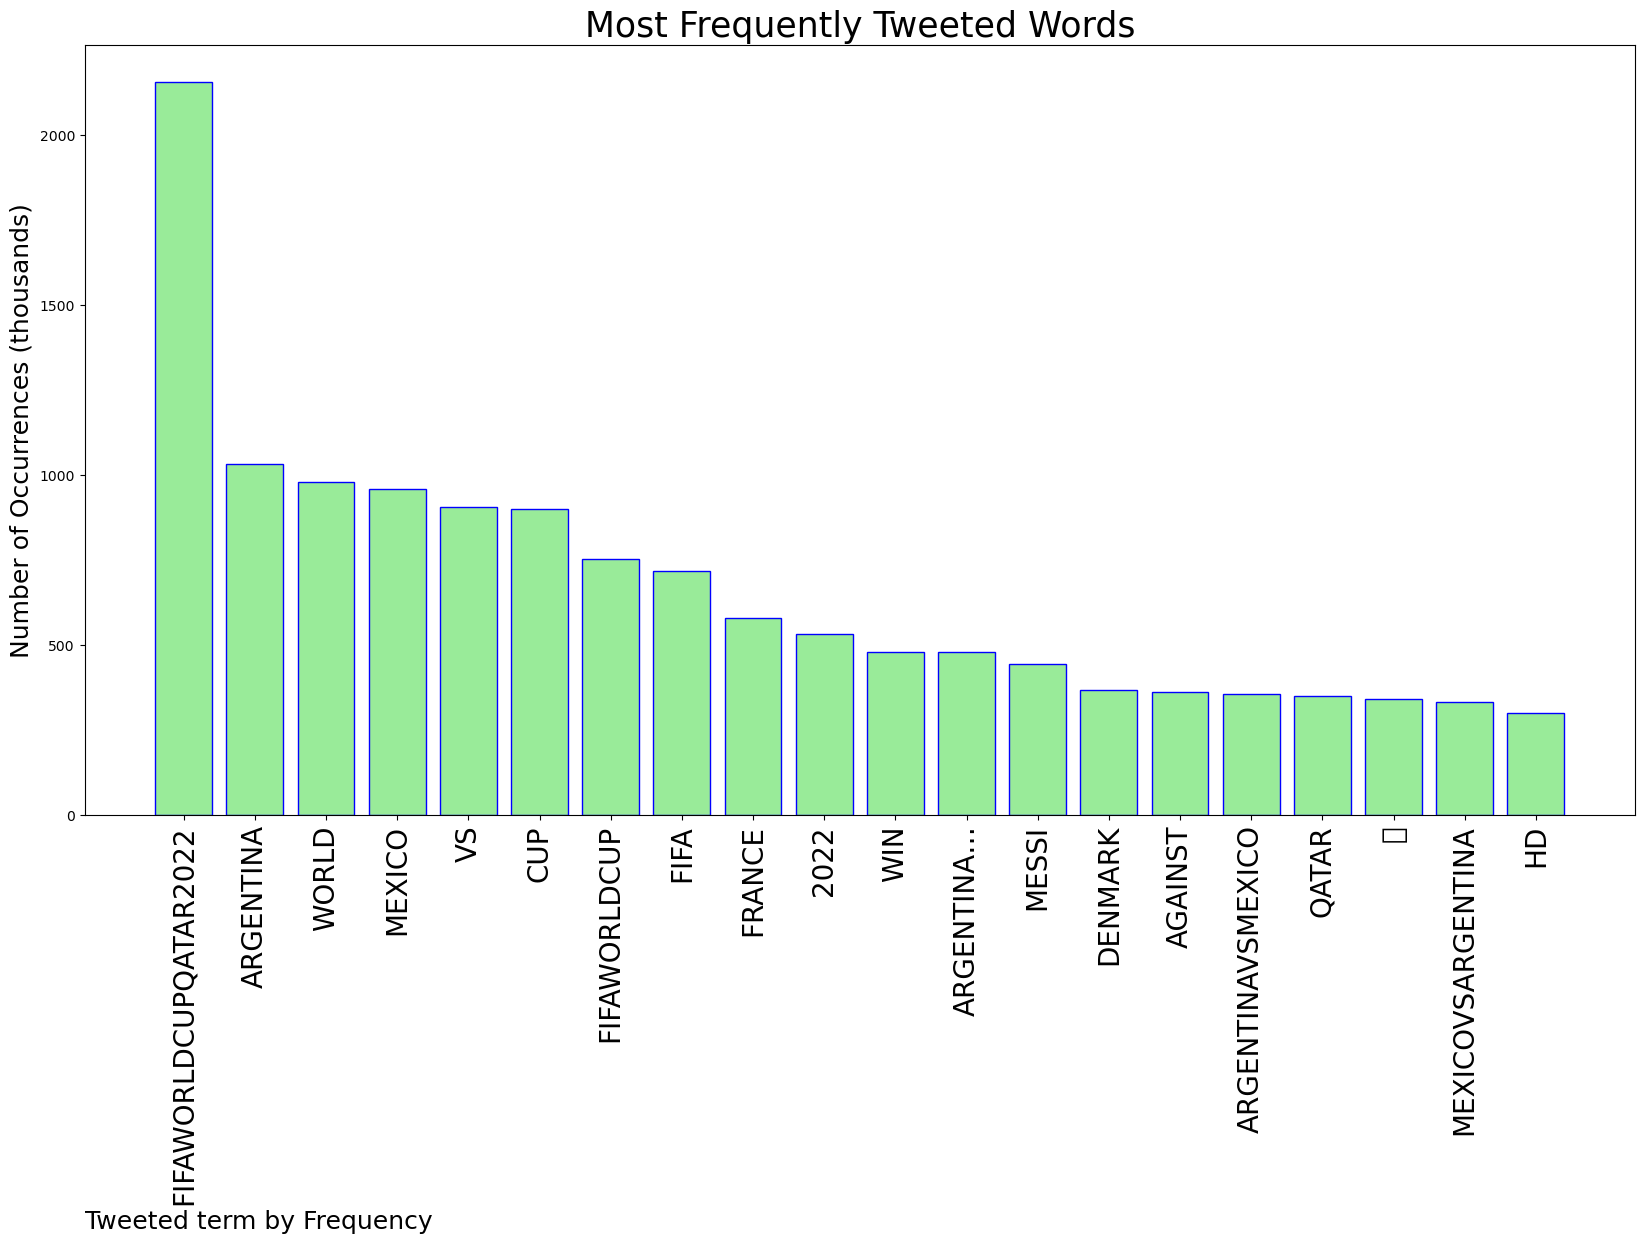 Most Frequently Tweeted Words
Number of Occurrences (thousands)
2000
1500
1000
500
0
FIFAWORLDCUPQATAR2022
ARGENTINA
WORLD
MEXICO
VS
CUP
FIFAWORLDCUP
FIFA
FRANCE
2022
WIN
ARGENTINA…
MESSI
DENMARK
AGAINST
ARGENTINAVSMEXICO
QATAR
MEXICOVSARGENTINA
HD
Tweeted term by Frequency